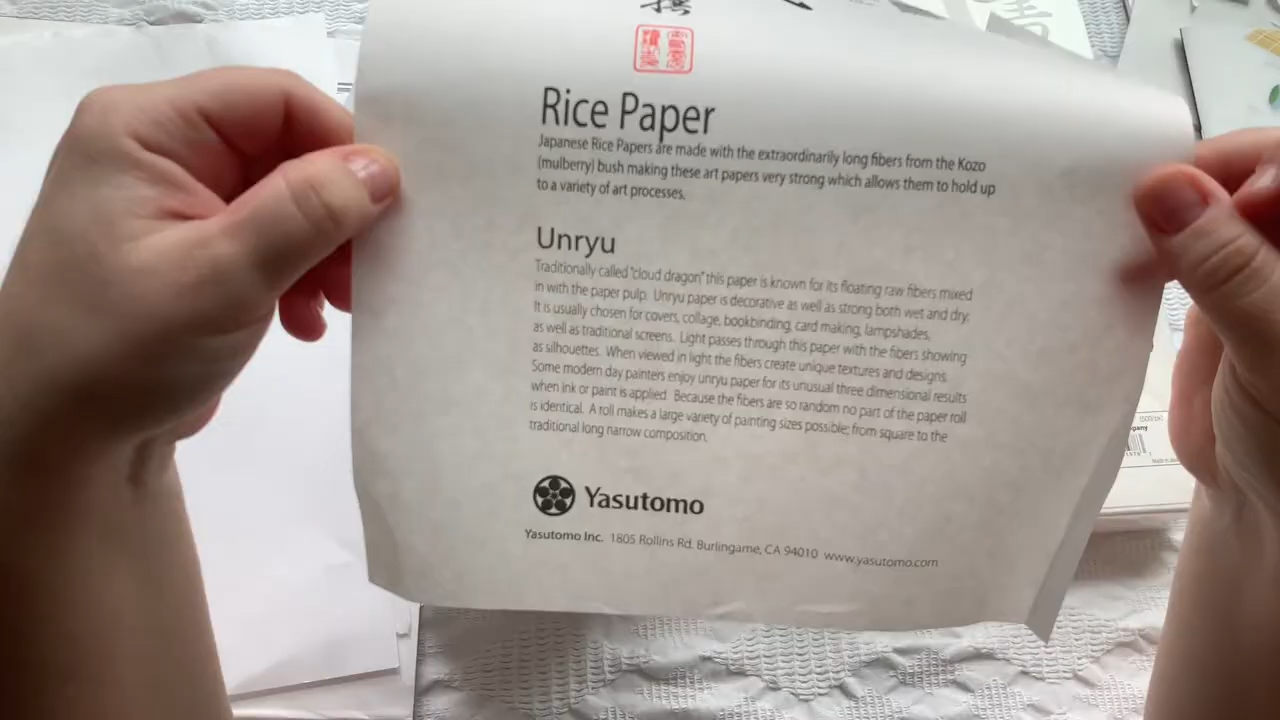 Rice Paper
Japanese Rice Papers are made with the extraordinarily long fibers from the Kozo
(mulberry) bush making these art papers very strong which allows them to hold up
to a variety of art processes.
Unryu
Traditionally called "cloud dragon" this paper is known for its floating raw fibers mixed
in with the paper pulp. Unryu paper is decorative as well as strong both wet and dry.
It is usually chosen for covers, collage, bookbinding, card making, lampshades,
as well as traditional screens. Light passes through this paper with the fibers showing
as silhouettes. When viewed in light the fibers create unique textures and designs.
Some modern day painters enjoy unryu paper for its unusual three dimensional results
when ink or paint is applied. Because the fibers are so random no part of the paper roll
is identical. A roll makes a large variety of painting sizes possible; from square to the
traditional long narrow composition.
Yasutomo
Yasutomo Inc. 1805 Rollins Rd. Burlingame, CA 94010 www.yasutomo.com